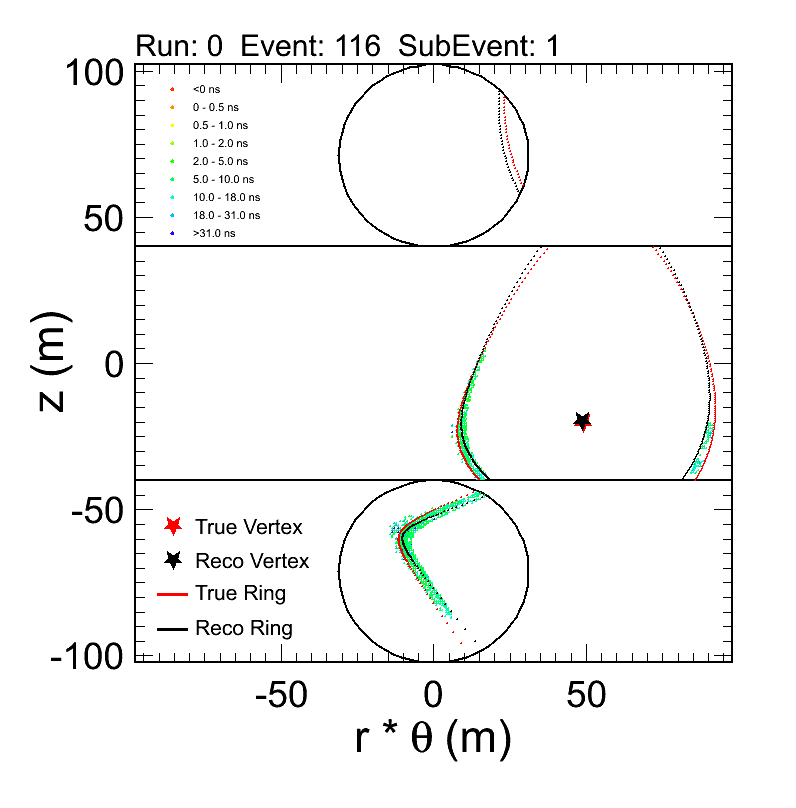 Run: 0 Event: 116 SubEvent: 1
100
<0 ns
0 - 0.5 ns
0.5 - 1.0 ns
1.0 - 2.0 ns
2.0 - 5.0 ns
5.0 - 10.0 ns
10.0 - 18.0 ns
18.0 - 31.0 ns
>31.0 ns
50
0
z (m)
-50
True Vertex
Reco Vertex
True Ring
Reco Ring
-100
-50 0 50
r * θ (m)